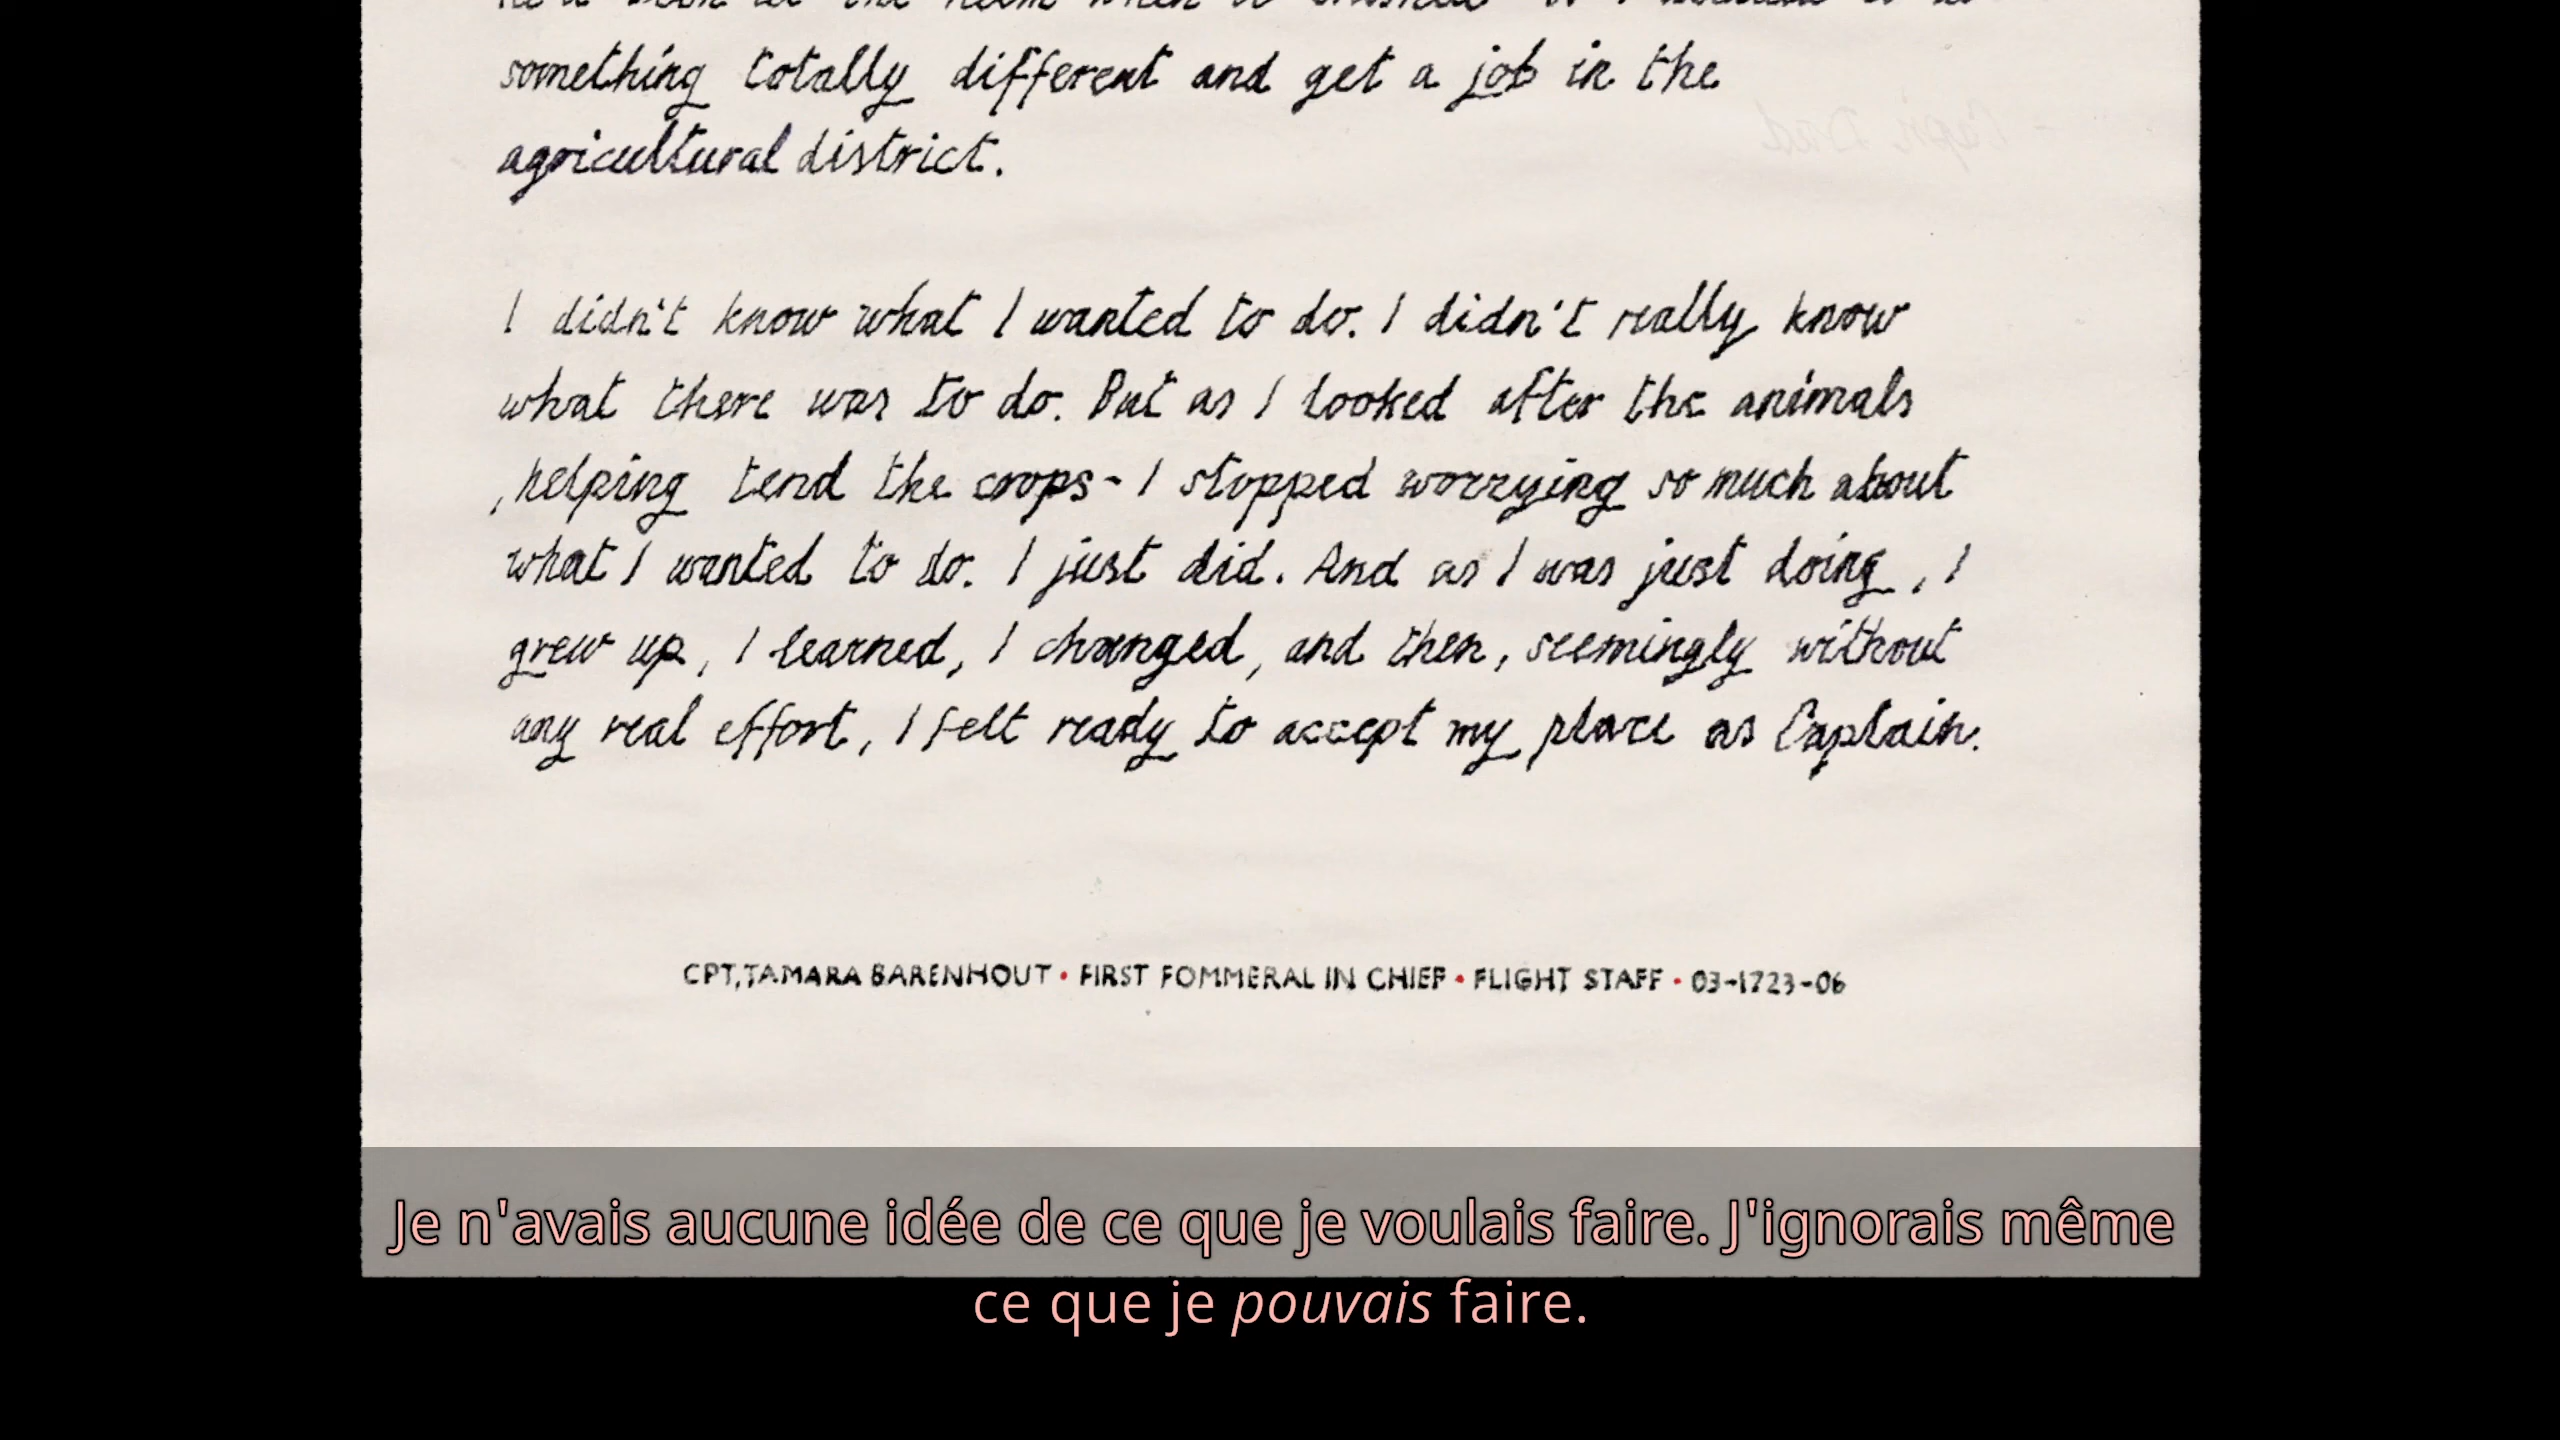 something totally different and get a job in the
agricultural district.
I didn't know what I wanted to do. I didn't really know
what there was to do. But as I looked after the animals
, helping tend the crops - I stopped worrying so much about
what I wanted to do. I just did. And as I was just doing, I
grew up, I learned, I changed, and then, seemingly without
any real effort, I felt ready to accept my place as Captain.
CPT, TAMARA BARENHOUT • FIRST FOMMERAL IN CHIEF • FLIGHT STAFF • 03-1723-06
Je n'avais aucune idée de ce que je voulais faire. J'ignorais même
ce que je pouvais faire.